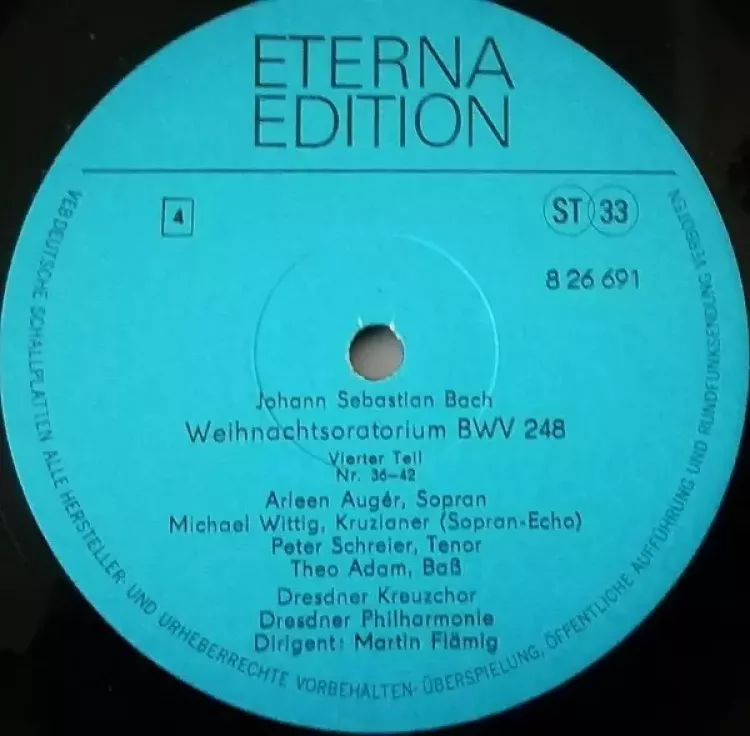 ETERNA
EDITION
4
ST 33
8 26 691
Johann Sebastian Bach
Weihnachtsoratorium BWV 248
Vierter Teil
Nr. 36-42
Arleen Augér, Sopran
Michael Wittig, Kruzianer (Sopran-Echo)
Peter Schreier, Tenor
Theo Adam, Baß
Dresdner Kreuzchor
Dresdner Philharmonie
Dirigent: Martin Flämig
VEB DEUTSCHE SCHALLPLATTEN ALLE HERSTELLER- UND URHEBERRECHTE VORBEHALTEN · ÜBERSPIELUNG, ÖFFENTLICHE AUFFÜHRUNG UND RUNDFUNKSENDUNG VERBOTEN